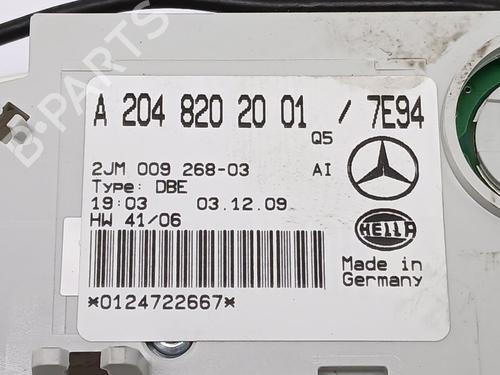 A 204 820 20 01 / 7E94
Q5
2JM 009 268-03 AI
Type: DBE
19:03 03.12.09
HW 41/06
HELLA
Made in
Germany
*0124722667*